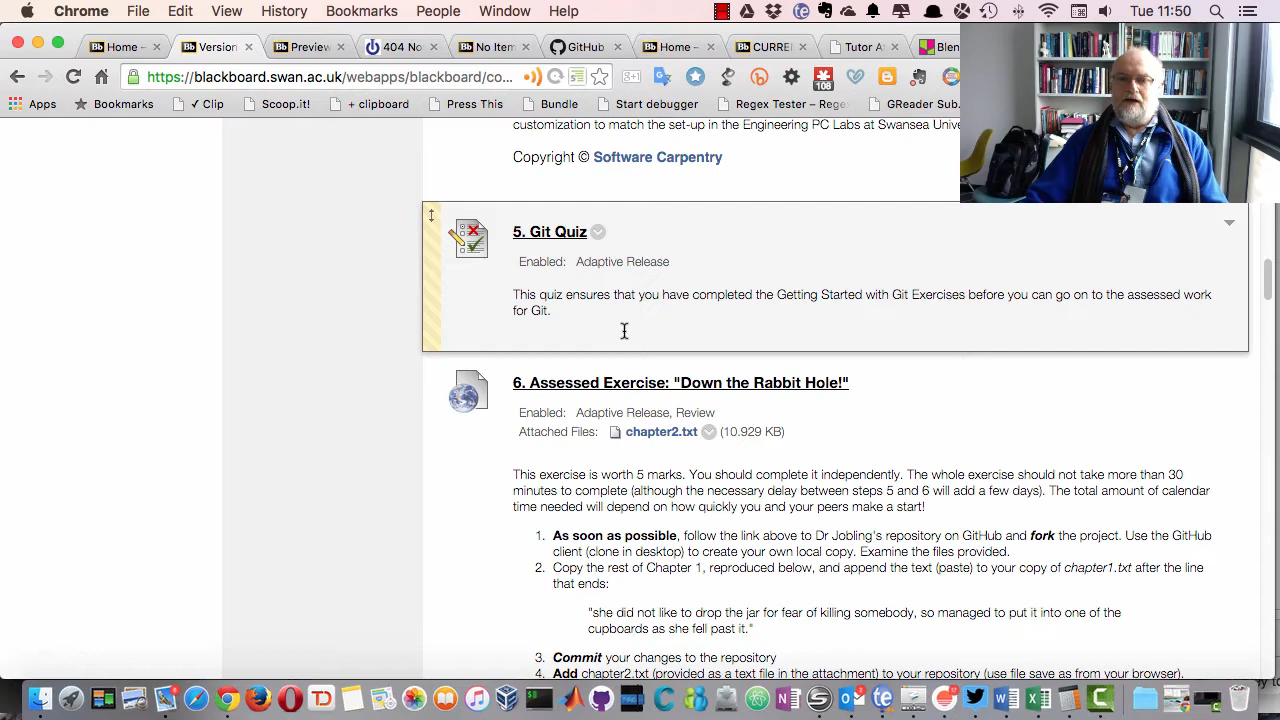 Chrome File Edit View History Bookmarks People Window Help Tue 11:50
Home – Versio Preview 404 No No Item GitHub Home – CURRE Tutor A Blen
https://blackboard.swan.ac.uk/webapps/blackboard/co... 108
Apps Bookmarks ✓ Clip Scoop.it! + clipboard Press This Bundle Start debugger Regex Tester – Rege GReader Sub.
customization to match the set-up in the Engineering PC Labs at Swansea Unive
Copyright © Software Carpentry
5. Git Quiz
Enabled: Adaptive Release
This quiz ensures that you have completed the Getting Started with Git Exercises before you can go on to the assessed work
for Git.
6. Assessed Exercise: "Down the Rabbit Hole!"
Enabled: Adaptive Release, Review
Attached Files: chapter2.txt (10.929 KB)
This exercise is worth 5 marks. You should complete it independently. The whole exercise should not take more than 30
minutes to complete (although the necessary delay between steps 5 and 6 will add a few days). The total amount of calendar
time needed will depend on how quickly you and your peers make a start!
1. As soon as possible, follow the link above to Dr Jobling's repository on GitHub and fork the project. Use the GitHub
client (clone in desktop) to create your own local copy. Examine the files provided.
2. Copy the rest of Chapter 1, reproduced below, and append the text (paste) to your copy of chapter1.txt after the line
that ends:
"she did not like to drop the jar for fear of killing somebody, so managed to put it into one of the
cupboards as she fell past it."
3. Commit your changes to the repository
4. Add chapter2.txt (provided as a text file in the attachment) to your repository (use file save as from your browser).